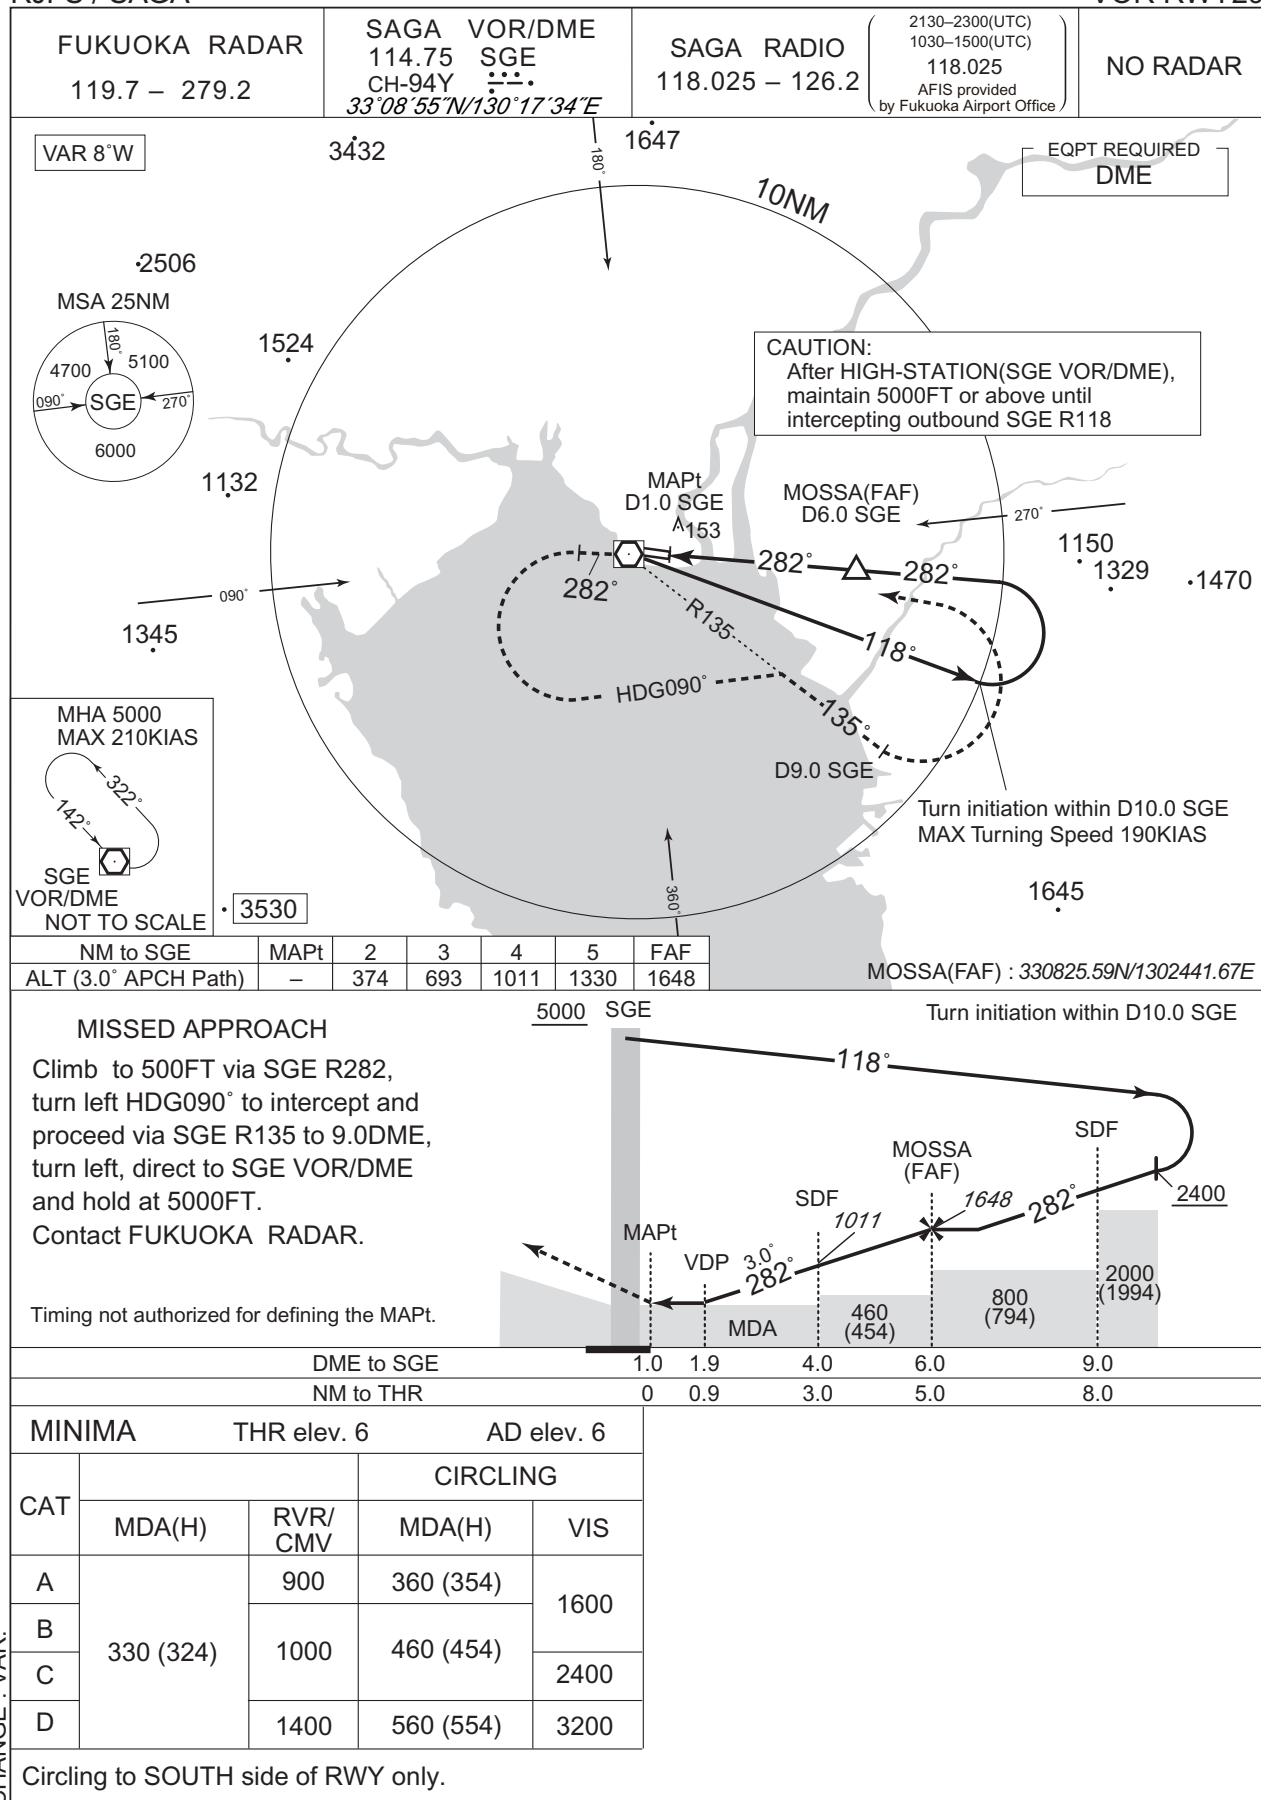 FUKUOKA RADAR
119.7 – 279.2
SAGA VOR/DME
114.75 SGE
CH-94Y
33°08′55″N/130°17′34″E
SAGA RADIO
118.025 – 126.2
2130–2300(UTC)
1030–1500(UTC)
118.025
AFIS provided
by Fukuoka Airport Office
NO RADAR
VAR 8°W
3432
180°
1647
EQPT REQUIRED
DME
10NM
2506
MSA 25NM
180°
4700
5100
090°
SGE
270°
6000
1524
CAUTION:
After HIGH-STATION(SGE VOR/DME),
maintain 5000FT or above until
intercepting outbound SGE R118
1132
MAPt
D1.0 SGE
153
MOSSA(FAF)
D6.0 SGE
270°
1150
1329
1470
282°
282°
282°
090°
1345
R135
118°
HDG090°
135°
D9.0 SGE
MHA 5000
MAX 210KIAS
322°
142°
SGE
VOR/DME
NOT TO SCALE
Turn initiation within D10.0 SGE
MAX Turning Speed 190KIAS
360°
1645
3530
NM to SGE MAPt 2 3 4 5 FAF
ALT (3.0° APCH Path) – 374 693 1011 1330 1648
MOSSA(FAF) : 330825.59N/1302441.67E
MISSED APPROACH
Climb to 500FT via SGE R282,
turn left HDG090° to intercept and
proceed via SGE R135 to 9.0DME,
turn left, direct to SGE VOR/DME
and hold at 5000FT.
Contact FUKUOKA RADAR.
Timing not authorized for defining the MAPt.
5000 SGE
Turn initiation within D10.0 SGE
118°
SDF
MOSSA
(FAF)
1648
282°
2400
SDF
1011
MAPt
VDP
3.0°
282°
MDA
460
(454)
800
(794)
2000
(1994)
DME to SGE 1.0 1.9 4.0 6.0 9.0
NM to THR 0 0.9 3.0 5.0 8.0
MINIMA THR elev. 6 AD elev. 6
CAT
CIRCLING
MDA(H)
RVR/
CMV
MDA(H)
VIS
A 900 360 (354)
1600
B
330 (324) 1000 460 (454)
C 2400
D 1400 560 (554) 3200
Circling to SOUTH side of RWY only.